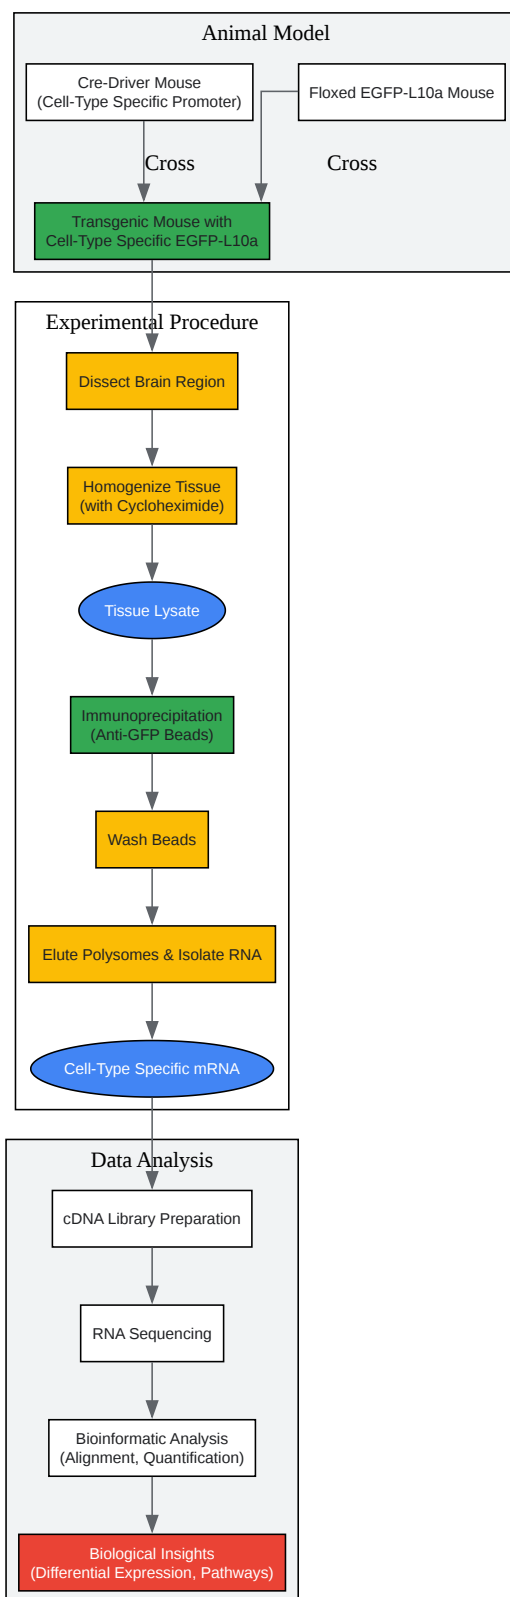 Animal Model
Cre-Driver Mouse
(Cell-Type Specific Promoter)
Floxed EGFP-L10a Mouse
Cross
Cross
Transgenic Mouse with
Cell-Type Specific EGFP-L10a
Experimental Procedure
Dissect Brain Region
Homogenize Tissue
(with Cycloheximide)
Tissue Lysate
Immunoprecipitation
(Anti-GFP Beads)
Wash Beads
Elute Polysomes & Isolate RNA
Cell-Type Specific mRNA
Data Analysis
cDNA Library Preparation
RNA Sequencing
Bioinformatic Analysis
(Alignment, Quantification)
Biological Insights
(Differential Expression, Pathways)